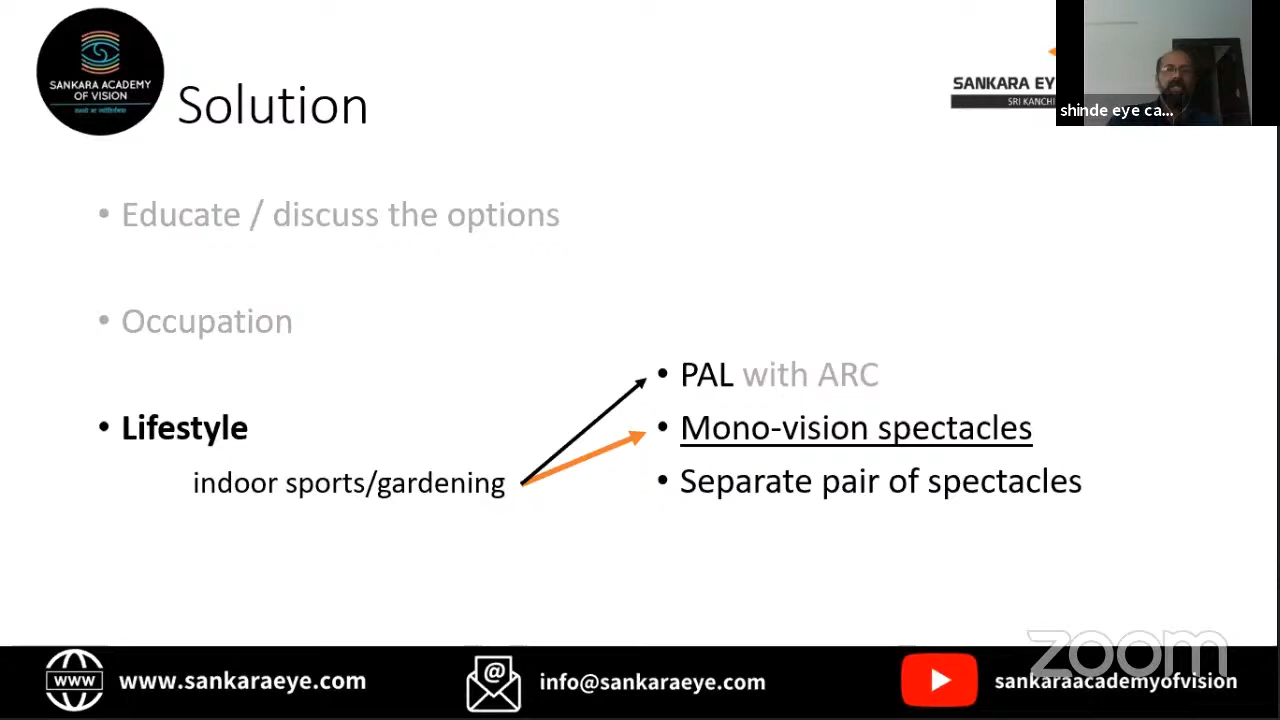 SANKARA ACADEMY
OF VISION
Solution
SANKARA EY
SRI KANCHI
shinde eye ca...
• Educate / discuss the options
• Occupation
• PAL with ARC
• Lifestyle
• Mono-vision spectacles
indoor sports/gardening
• Separate pair of spectacles
zoom
www
www.sankaraeye.com
@
info@sankaraeye.com
sankaraacademyofvision